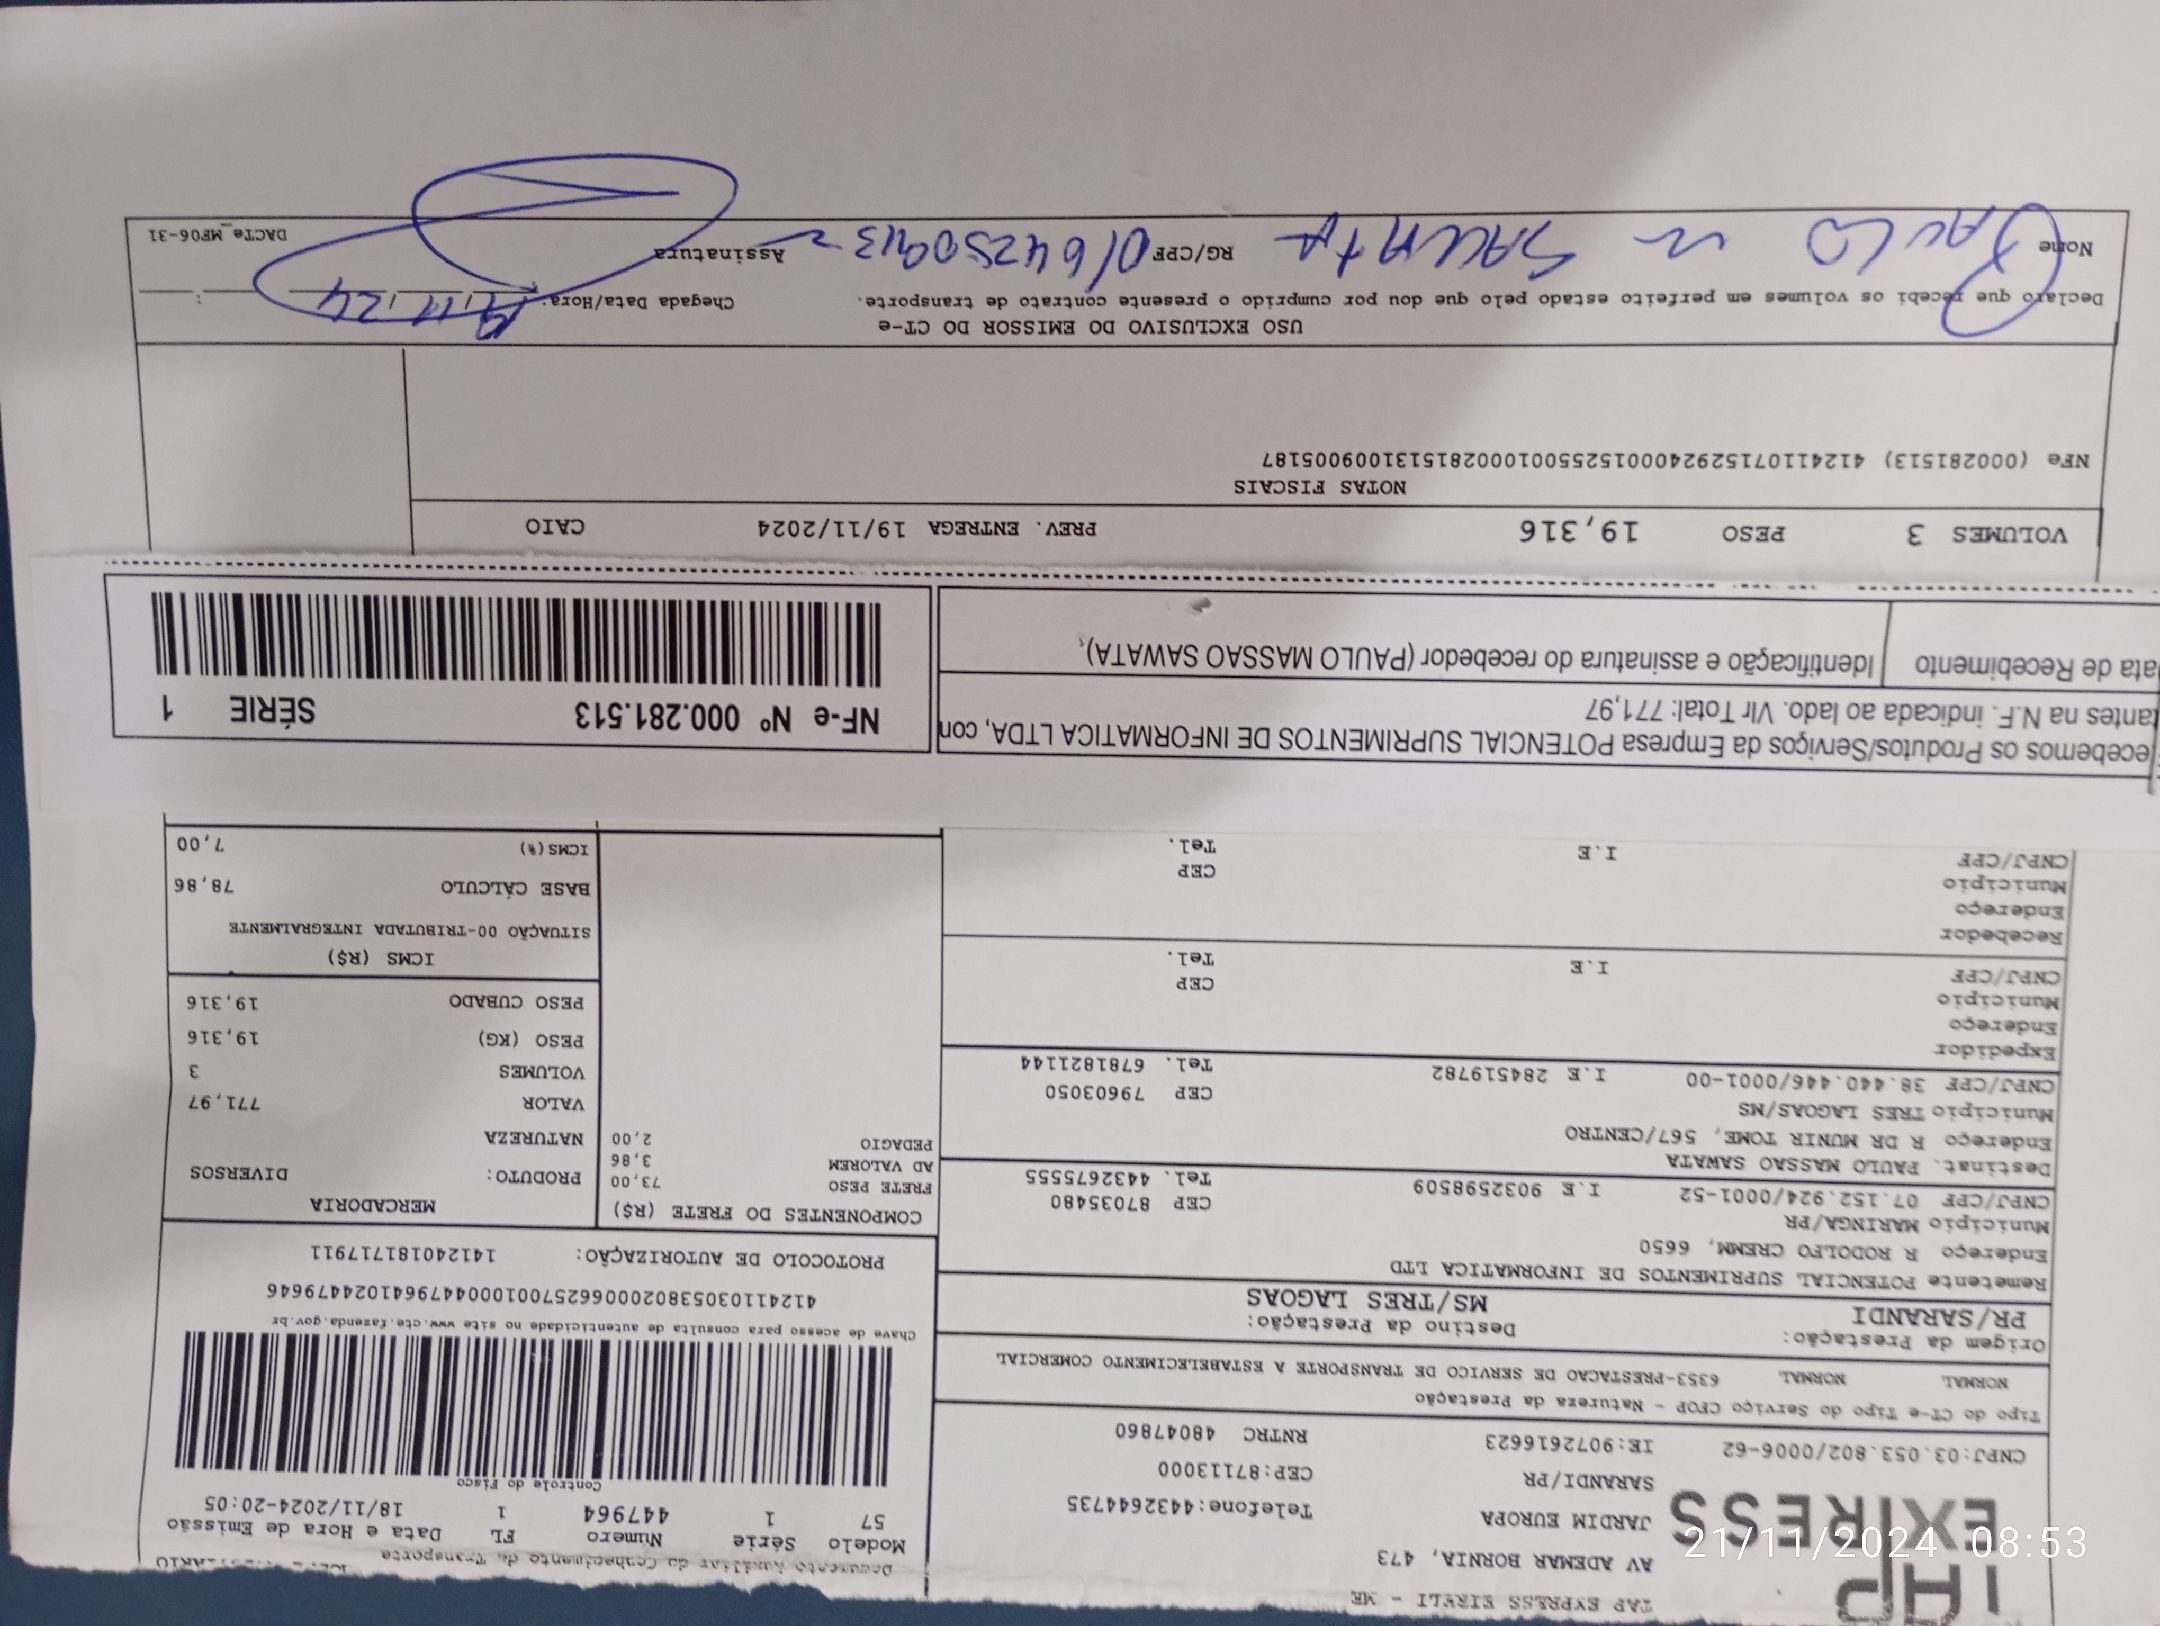 TAP
EXPRESS
TAP EXPRESS EIRELI - ME
AV ADEMAR BORNIA, 473
JARDIM EUROPA
Telefone:4432644735
SARANDI/PR
CEP:87113000
CNPJ:03.053.802/0006-62 IE:9072616623 RNTRC 48047860
Documento Auxiliar do Conhecimento de Transporte
Modelo Série Número FL Data e Hora de Emissão
57 1 447964 1 18/11/2024-20:05
Controle do Fisco
Chave de acesso para consulta de autenticidade no site www.cte.fazenda.gov.br
41241103053802000662570010004479641024479646
PROTOCOLO DE AUTORIZAÇÃO: 141240181717911
Tipo do CT-e Tipo do Serviço CFOP - Natureza da Prestação
NORMAL NORMAL 6353-PRESTACAO DE SERVICO DE TRANSPORTE A ESTABELECIMENTO COMERCIAL
Origem da Prestação: Destino da Prestação:
PR/SARANDI MS/TRES LAGOAS
Remetente POTENCIAL SUPRIMENTOS DE INFORMATICA LTD
Endereço R RODOLFO CREMM, 6650
Município MARINGA/PR CEP 87035480
CNPJ/CPF 07.152.924/0001-52 I.E 9032598509 Tel. 4432675555
Destinat. PAULO MASSAO SAWATA
Endereço R DR MUNIR TOME, 567/CENTRO
Município TRES LAGOAS/MS CEP 79603050
CNPJ/CPF 38.440.446/0001-00 I.E 284519782 Tel. 6781821144
Expedidor
Endereço
Município CEP
CNPJ/CPF I.E Tel.
Recebedor
Endereço
Município CEP
CNPJ/CPF I.E Tel.
COMPONENTES DO FRETE (R$)
FRETE PESO 73,00
AD VALOREM 3,86
PEDAGIO 2,00
MERCADORIA
PRODUTO: DIVERSOS
NATUREZA
VALOR 771,97
VOLUMES 3
PESO (KG) 19,316
PESO CUBADO 19,316
ICMS (R$)
SITUAÇÃO 00-TRIBUTADA INTEGRALMENTE
BASE CÁLCULO 78,86
ICMS(%) 7,00
ecebemos os Produtos/Serviços da Empresa POTENCIAL SUPRIMENTOS DE INFORMATICA LTDA, con
tantes na N.F. indicada ao lado. Vlr Total: 771,97
ata de Recebimento Identificação e assinatura do recebedor (PAULO MASSAO SAWATA),
NF-e Nº 000.281.513 SÉRIE 1
VOLUMES 3 PESO 19,316 PREV. ENTREGA 19/11/2024 CAIO
NOTAS FISCAIS
NFe (000281513) 41241107152924000152550010002815131009005187
USO EXCLUSIVO DO EMISSOR DO CT-e
Declaro que recebi os volumes em perfeito estado pelo que dou por cumprido o presente contrato de transporte. Chegada Data/Hora: 19.11.24
Nome PAULO M SAWATA RG/CPF Assinatura
DACTe_MF06-31
21/11/2024 08:53